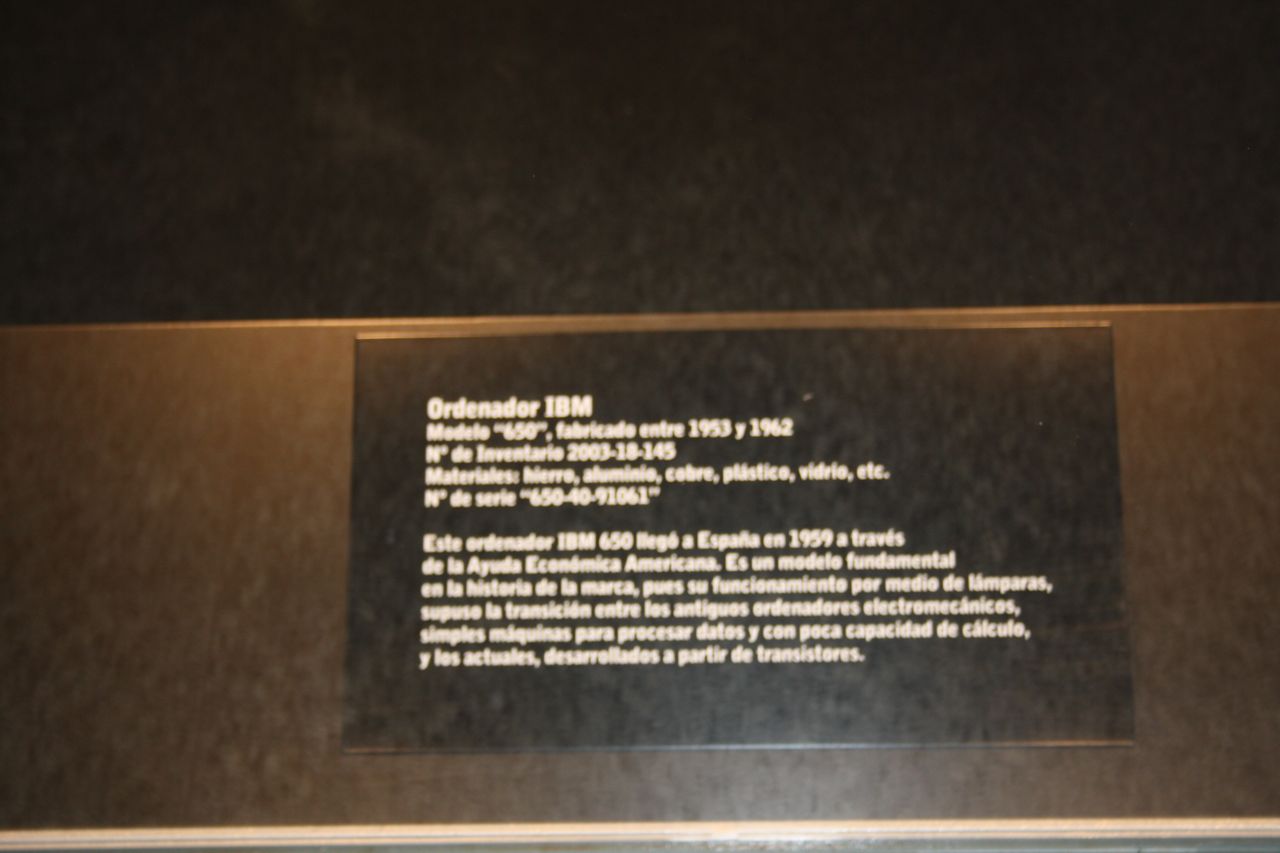 Ordenador IBM
Modelo "650", fabricado entre 1953 y 1962
Nº de Inventario 2003-18-145
Materiales: hierro, aluminio, cobre, plástico, vidrio, etc.
Nº de serie "650-40-91061"
Este ordenador IBM 650 llegó a España en 1959 a través
de la Ayuda Económica Americana. Es un modelo fundamental
en la historia de la marca, pues su funcionamiento por medio de lámparas,
supuso la transición entre los antiguos ordenadores electromecánicos,
simples máquinas para procesar datos y con poca capacidad de cálculo,
y los actuales, desarrollados a partir de transistores.